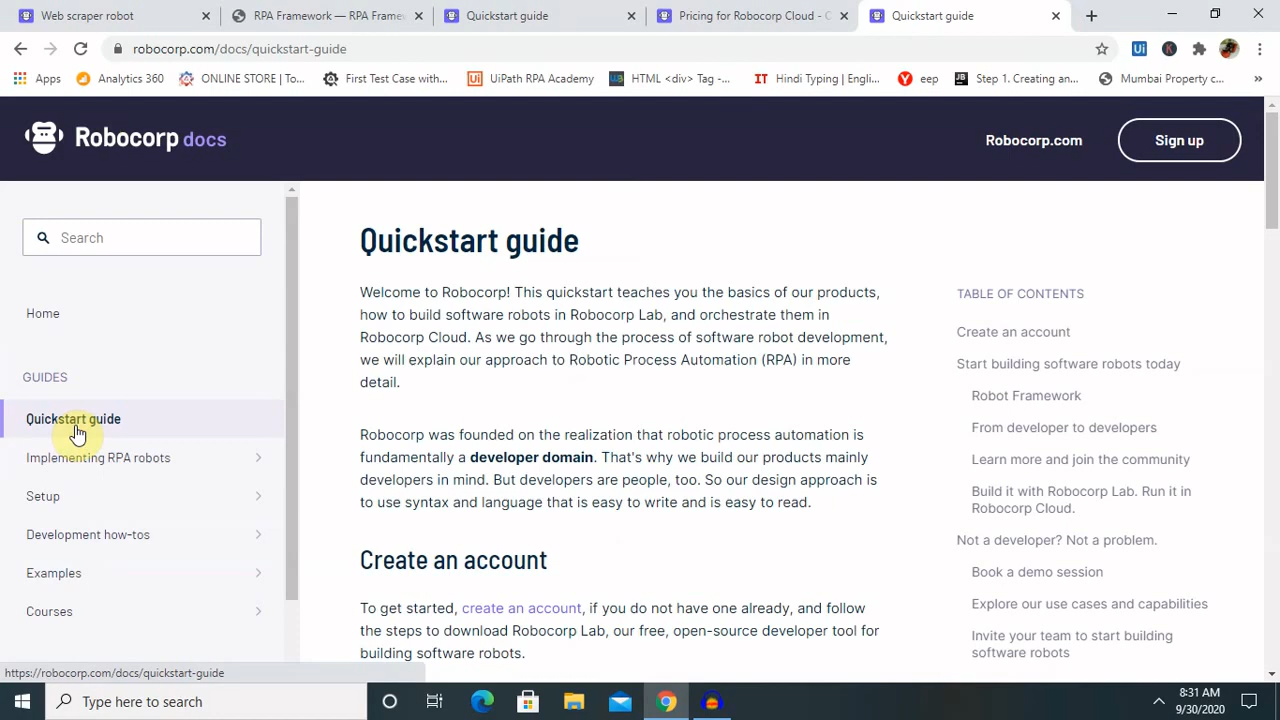 Web scraper robot
RPA Framework — RPA Frame
Quickstart guide
Pricing for Robocorp Cloud - C
Quickstart guide
robocorp.com/docs/quickstart-guide
Apps
Analytics 360
ONLINE STORE | To...
First Test Case with...
UiPath RPA Academy
HTML <div> Tag -...
Hindi Typing | Engli...
eep
Step 1. Creating an...
Mumbai Property c...
Robocorp docs
Robocorp.com
Sign up
Search
Home
GUIDES
Quickstart guide
Implementing RPA robots
Setup
Development how-tos
Examples
Courses
Quickstart guide
Welcome to Robocorp! This quickstart teaches you the basics of our products,
how to build software robots in Robocorp Lab, and orchestrate them in
Robocorp Cloud. As we go through the process of software robot development,
we will explain our approach to Robotic Process Automation (RPA) in more
detail.
Robocorp was founded on the realization that robotic process automation is
fundamentally a developer domain. That's why we build our products mainly
developers in mind. But developers are people, too. So our design approach is
to use syntax and language that is easy to write and is easy to read.
Create an account
To get started, create an account, if you do not have one already, and follow
the steps to download Robocorp Lab, our free, open-source developer tool for
building software robots.
TABLE OF CONTENTS
Create an account
Start building software robots today
Robot Framework
From developer to developers
Learn more and join the community
Build it with Robocorp Lab. Run it in
Robocorp Cloud.
Not a developer? Not a problem.
Book a demo session
Explore our use cases and capabilities
Invite your team to start building
software robots
https://robocorp.com/docs/quickstart-guide
Type here to search
8:31 AM
9/30/2020